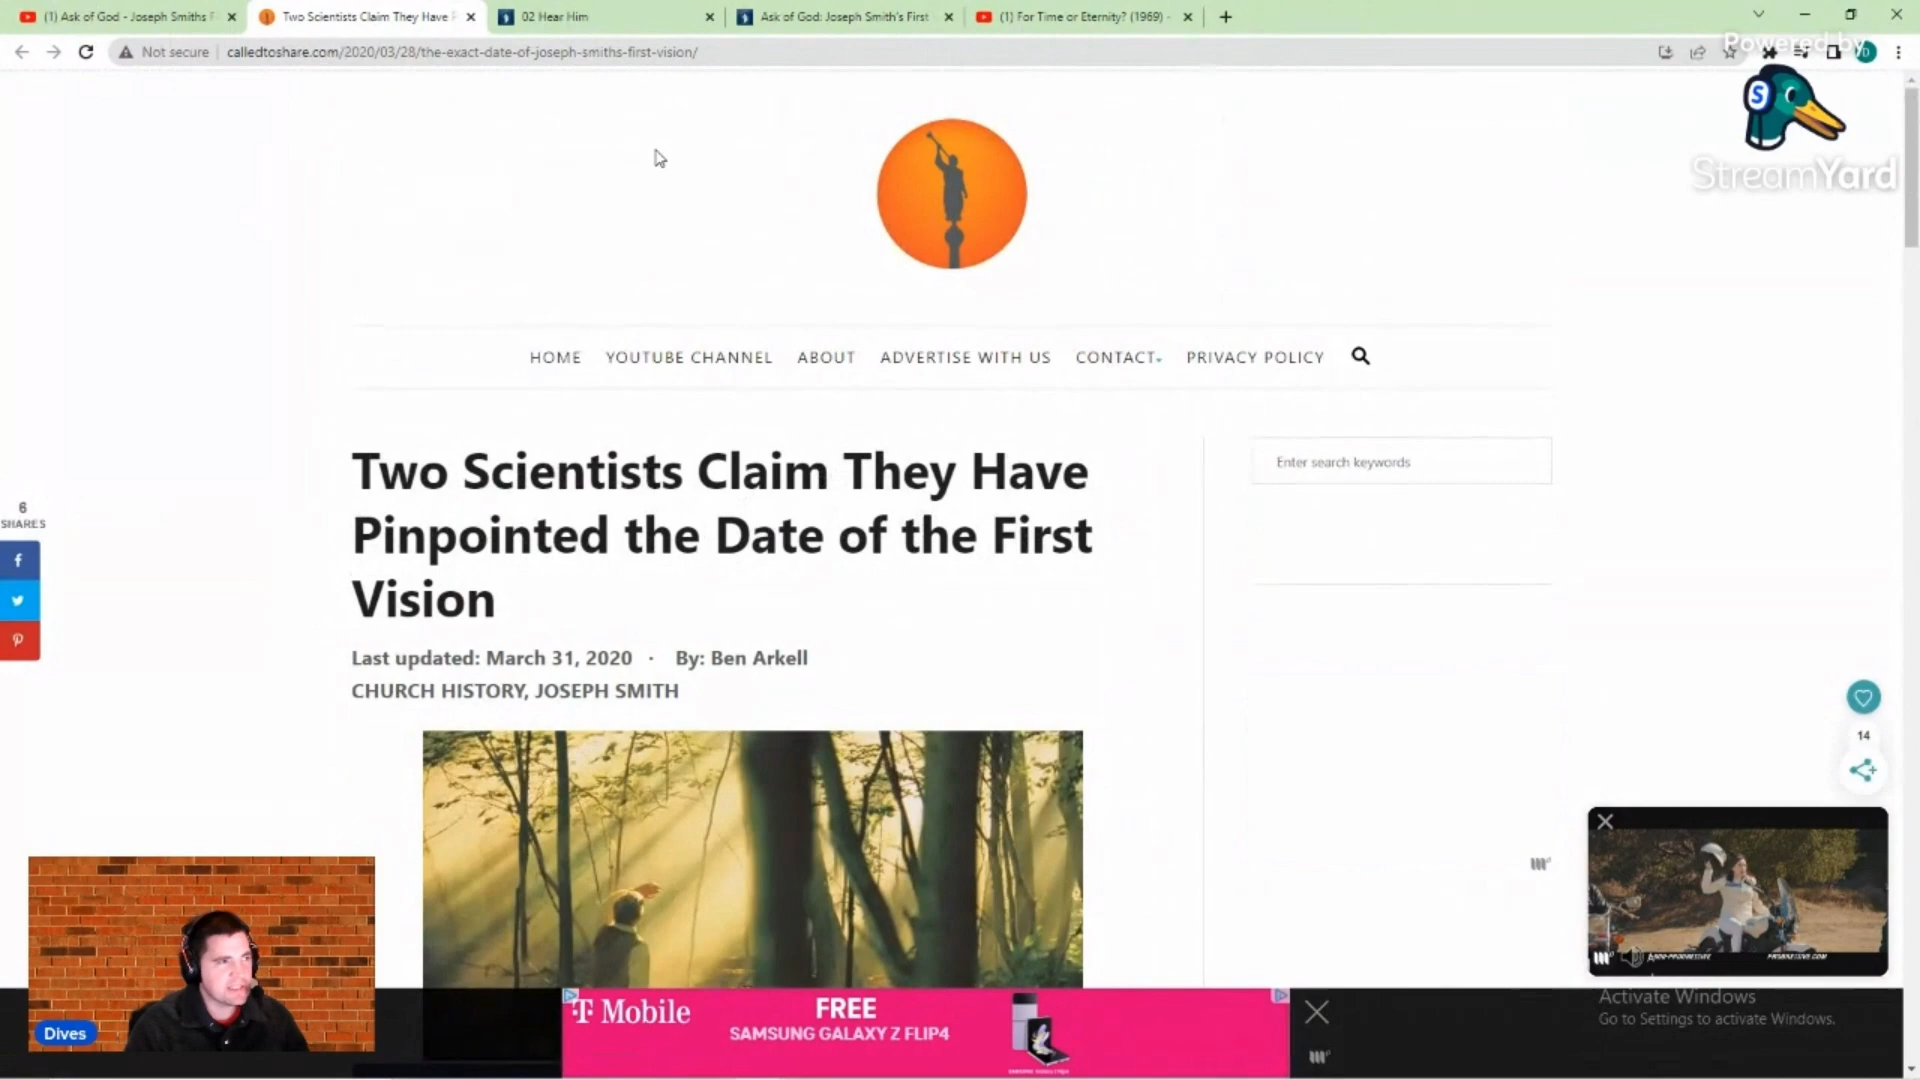 (1) Ask of God - Joseph Smiths F
Two Scientists Claim They Have F
02 Hear Him
Ask of God: Joseph Smith's First
(1) For Time or Eternity? (1969) -
Not secure
calledtoshare.com/2020/03/28/the-exact-date-of-joseph-smiths-first-vision/
Powered by
S
StreamYard
HOME
YOUTUBE CHANNEL
ABOUT
ADVERTISE WITH US
CONTACT
PRIVACY POLICY
Two Scientists Claim They Have
Pinpointed the Date of the First
Vision
Enter search keywords
6
SHARES
Last updated: March 31, 2020 · By: Ben Arkell
CHURCH HISTORY, JOSEPH SMITH
14
PROGRESSIVE.COM
Dives
T Mobile
FREE
SAMSUNG GALAXY Z FLIP4
Activate Windows
Go to Settings to activate Windows.